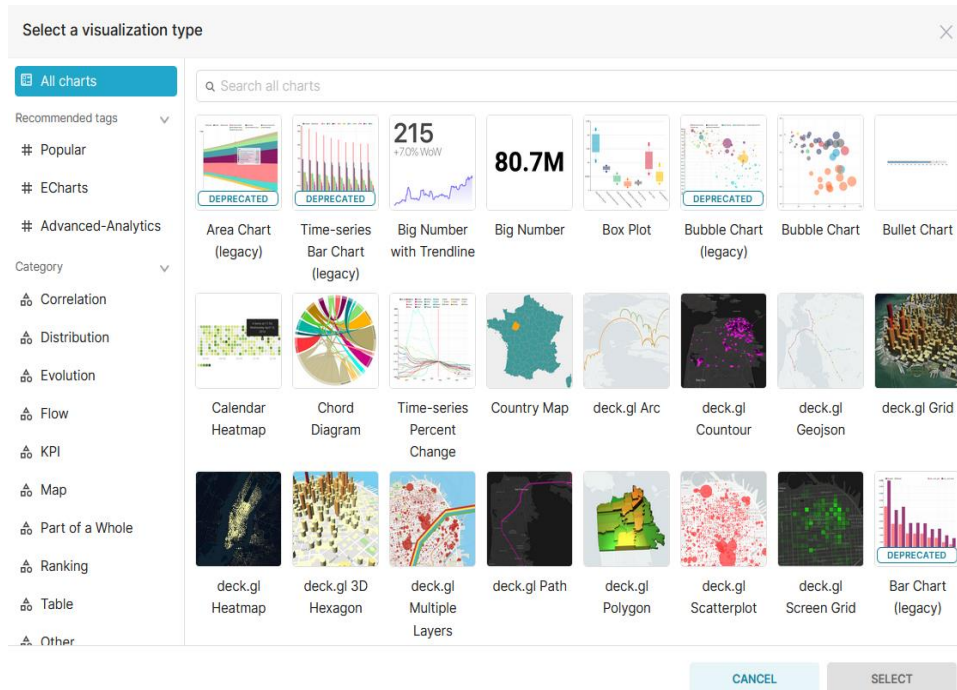 Select a visualization type
All charts
Search all charts
Recommended tags
# Popular
# ECharts
# Advanced-Analytics
Category
Correlation
Distribution
Evolution
Flow
KPI
Map
Part of a Whole
Ranking
Table
Other
DEPRECATED
Area Chart
(legacy)
DEPRECATED
Time-series
Bar Chart
(legacy)
215
+7.0% WoW
Big Number
with Trendline
80.7M
Big Number
Box Plot
DEPRECATED
Bubble Chart
(legacy)
Bubble Chart
Bullet Chart
Calendar
Heatmap
Chord
Diagram
Time-series
Percent
Change
Country Map
deck.gl Arc
deck.gl
Countour
deck.gl
Geojson
deck.gl Grid
deck.gl
Heatmap
deck.gl 3D
Hexagon
deck.gl
Multiple
Layers
deck.gl Path
deck.gl
Polygon
deck.gl
Scatterplot
deck.gl
Screen Grid
DEPRECATED
Bar Chart
(legacy)
CANCEL
SELECT